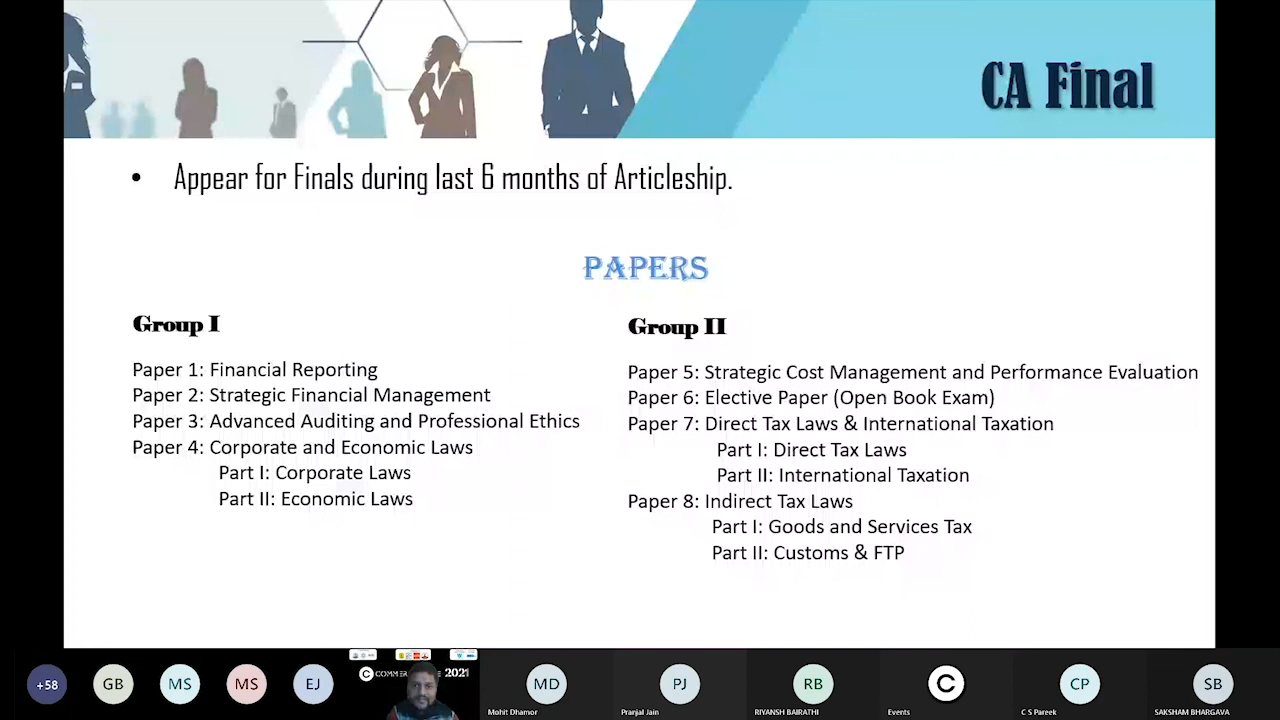 CA Final
• Appear for Finals during last 6 months of Articleship.
PAPERS
Group I
Paper 1: Financial Reporting
Paper 2: Strategic Financial Management
Paper 3: Advanced Auditing and Professional Ethics
Paper 4: Corporate and Economic Laws
Part I: Corporate Laws
Part II: Economic Laws
Group II
Paper 5: Strategic Cost Management and Performance Evaluation
Paper 6: Elective Paper (Open Book Exam)
Paper 7: Direct Tax Laws & International Taxation
Part I: Direct Tax Laws
Part II: International Taxation
Paper 8: Indirect Tax Laws
Part I: Goods and Services Tax
Part II: Customs & FTP
+58
GB
MS
MS
EJ
2021
MD
Mohit Dhamor
PJ
Pranjal Jain
RB
RIYANSH BAIRATHI
C
Events
CP
C S Pareek
SB
SAKSHAM BHARGAVA